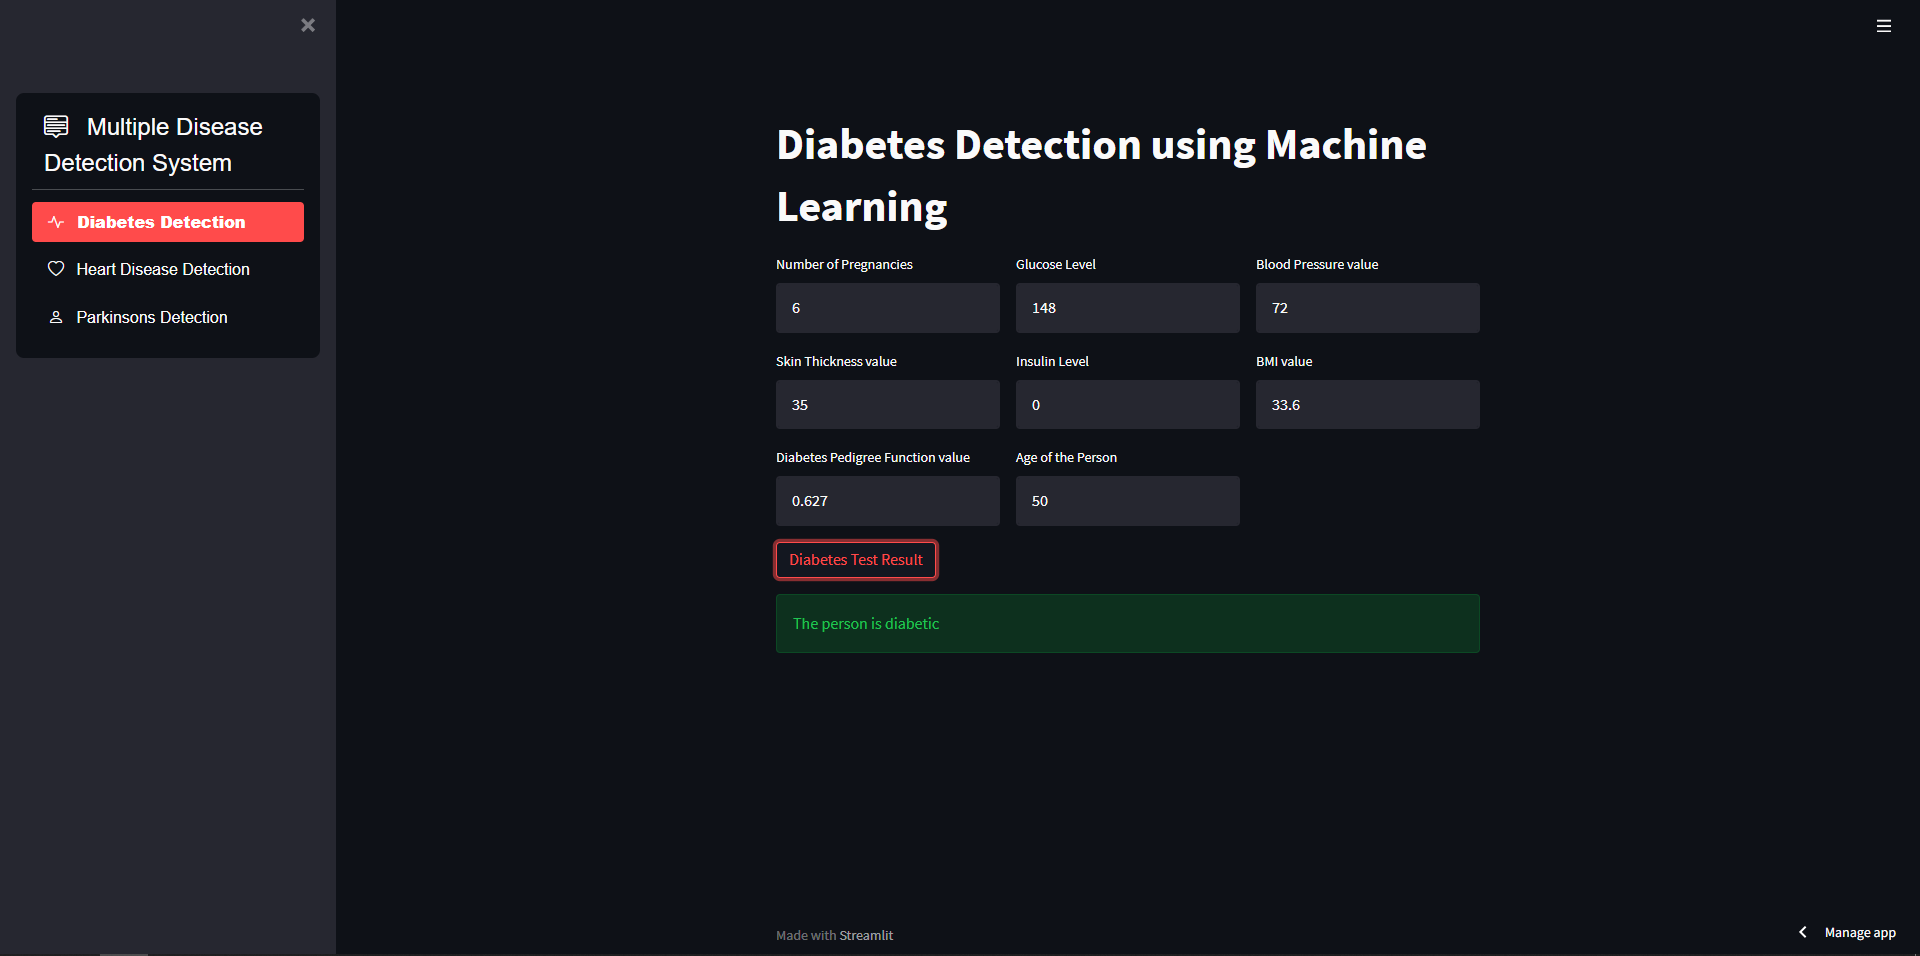 Multiple Disease
Detection System
Diabetes Detection
Heart Disease Detection
Parkinsons Detection
Diabetes Detection using Machine
Learning
Number of Pregnancies
6
Glucose Level
148
Blood Pressure value
72
Skin Thickness value
35
Insulin Level
0
BMI value
33.6
Diabetes Pedigree Function value
0.627
Age of the Person
50
Diabetes Test Result
The person is diabetic
Made with Streamlit
Manage app